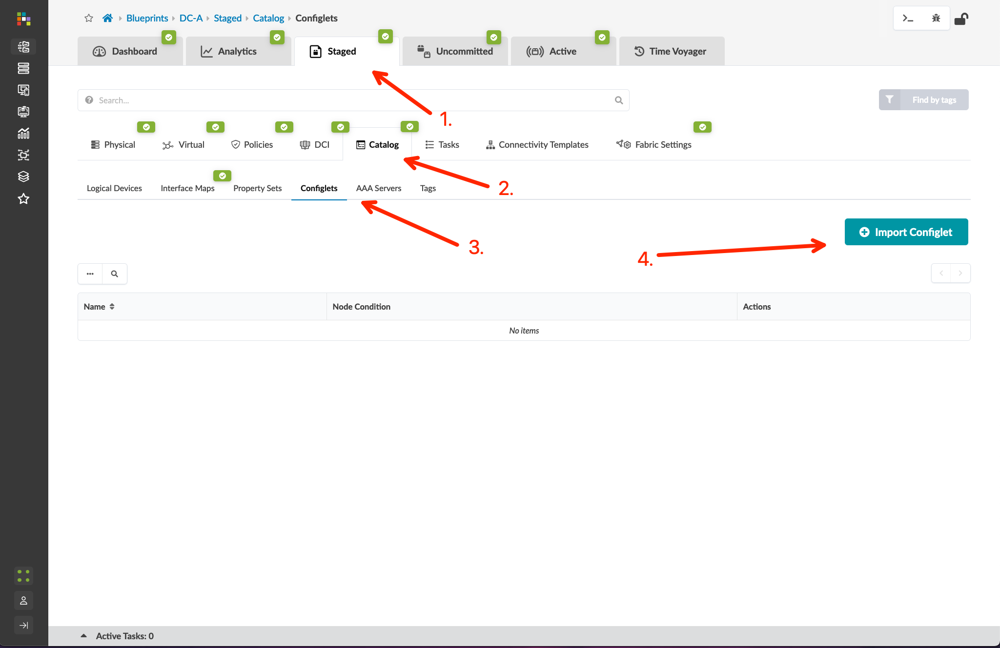 Blueprints DC-A Staged Catalog Configlets
Dashboard Analytics Staged Uncommitted Active Time Voyager
Search...
Find by tags
1.
Physical Virtual Policies DCI Catalog Tasks Connectivity Templates Fabric Settings
2.
Logical Devices Interface Maps Property Sets Configlets AAA Servers Tags
3.
Import Configlet
4.
Name Node Condition Actions
No items
Active Tasks: 0